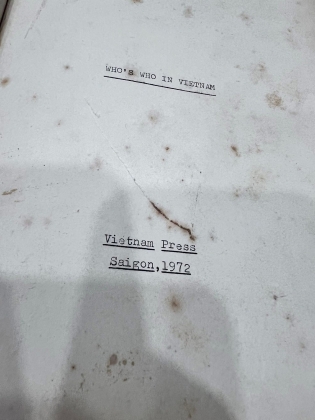 WHO'S WHO IN VIETNAM
Vietnam Press
Saigon,1972